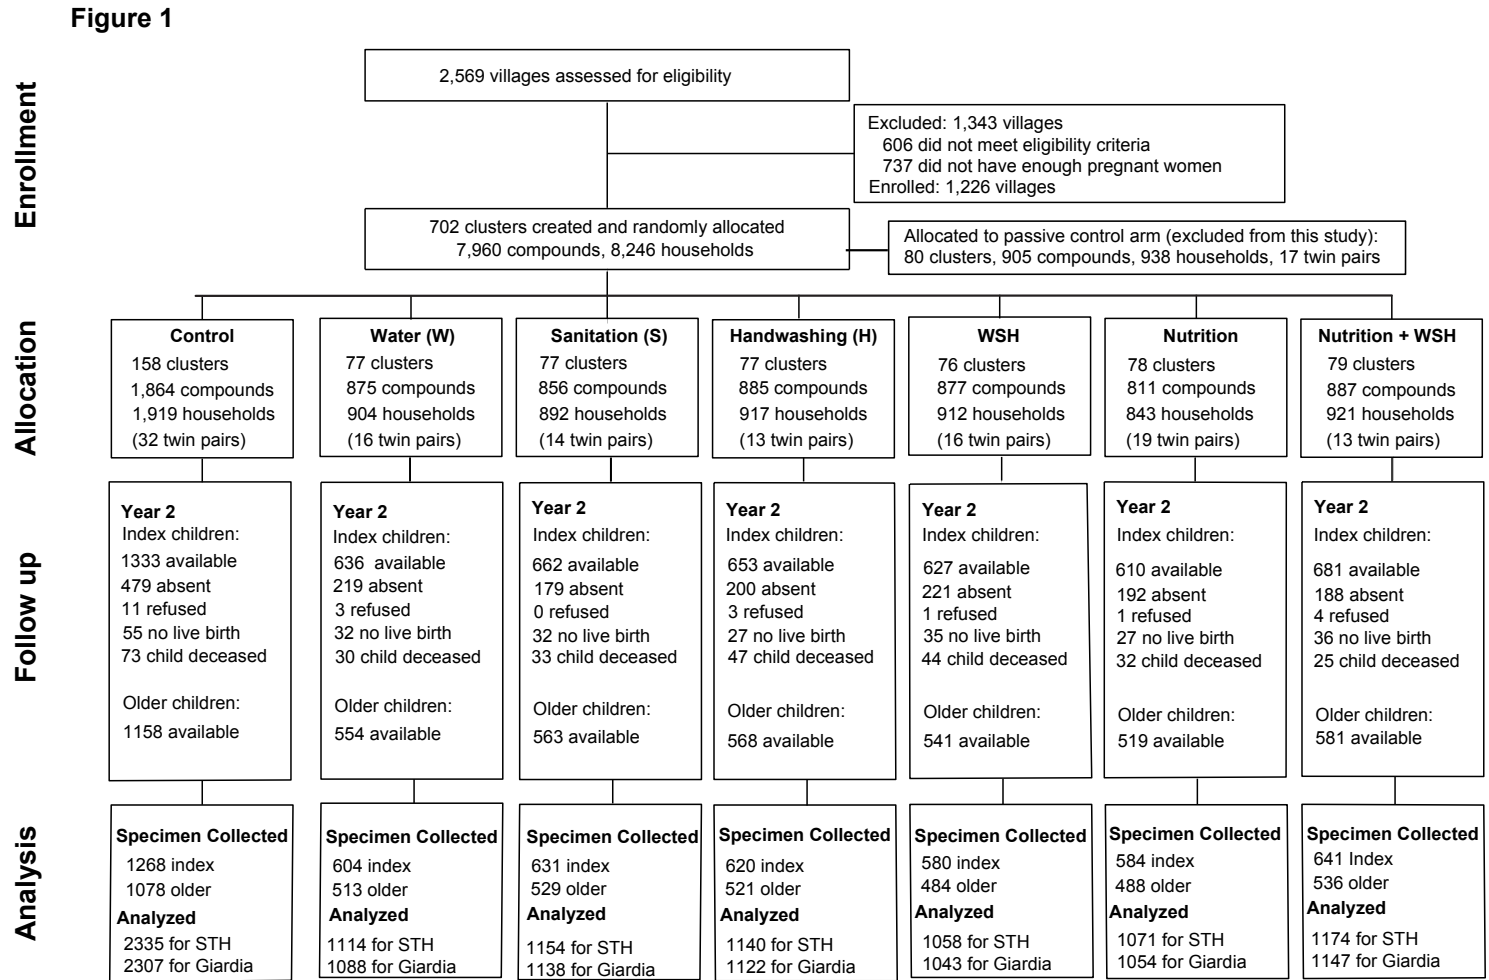 Figure 1
Enrollment
2,569 villages assessed for eligibility
Excluded: 1,343 villages
606 did not meet eligibility criteria
737 did not have enough pregnant women
Enrolled: 1,226 villages
702 clusters created and randomly allocated
7,960 compounds, 8,246 households
Allocated to passive control arm (excluded from this study):
80 clusters, 905 compounds, 938 households, 17 twin pairs
Allocation
Control
158 clusters
1,864 compounds
1,919 households
(32 twin pairs)
Water (W)
77 clusters
875 compounds
904 households
(16 twin pairs)
Sanitation (S)
77 clusters
856 compounds
892 households
(14 twin pairs)
Handwashing (H)
77 clusters
885 compounds
917 households
(13 twin pairs)
WSH
76 clusters
877 compounds
912 households
(16 twin pairs)
Nutrition
78 clusters
811 compounds
843 households
(19 twin pairs)
Nutrition + WSH
79 clusters
887 compounds
921 households
(13 twin pairs)
Follow up
Year 2
Index children:
1333 available
479 absent
11 refused
55 no live birth
73 child deceased
Older children:
1158 available
Year 2
Index children:
636 available
219 absent
3 refused
32 no live birth
30 child deceased
Older children:
554 available
Year 2
Index children:
662 available
179 absent
0 refused
32 no live birth
33 child deceased
Older children:
563 available
Year 2
Index children:
653 available
200 absent
3 refused
27 no live birth
47 child deceased
Older children:
568 available
Year 2
Index children:
627 available
221 absent
1 refused
35 no live birth
44 child deceased
Older children:
541 available
Year 2
Index children:
610 available
192 absent
1 refused
27 no live birth
32 child deceased
Older children:
519 available
Year 2
Index children:
681 available
188 absent
4 refused
36 no live birth
25 child deceased
Older children:
581 available
Analysis
Specimen Collected
1268 index
1078 older
Analyzed
2335 for STH
2307 for Giardia
Specimen Collected
604 index
513 older
Analyzed
1114 for STH
1088 for Giardia
Specimen Collected
631 index
529 older
Analyzed
1154 for STH
1138 for Giardia
Specimen Collected
620 index
521 older
Analyzed
1140 for STH
1122 for Giardia
Specimen Collected
580 index
484 older
Analyzed
1058 for STH
1043 for Giardia
Specimen Collected
584 index
488 older
Analyzed
1071 for STH
1054 for Giardia
Specimen Collected
641 Index
536 older
Analyzed
1174 for STH
1147 for Giardia